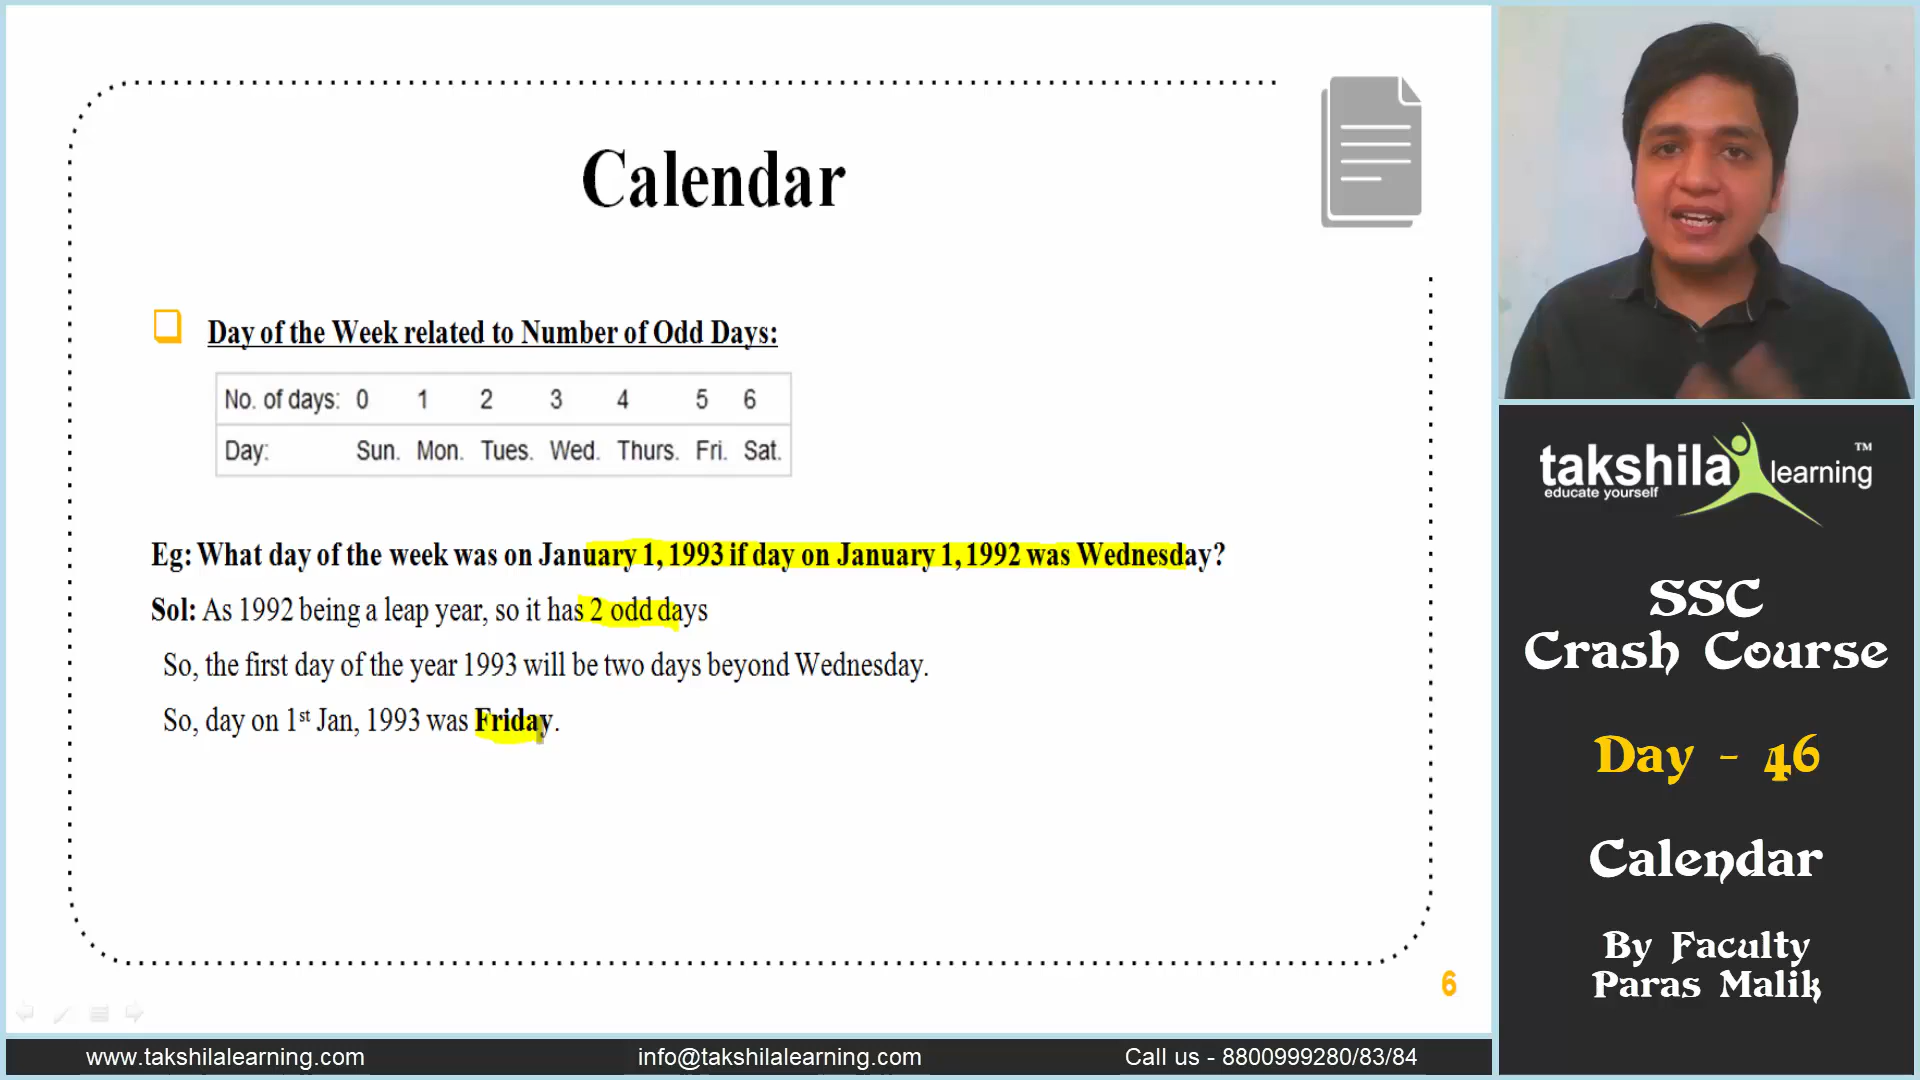 Calendar
Day of the Week related to Number of Odd Days:
No. of days: 0 1 2 3 4 5 6
Day: Sun. Mon. Tues. Wed. Thurs. Fri. Sat.
Eg: What day of the week was on January 1, 1993 if day on January 1, 1992 was Wednesday?
Sol: As 1992 being a leap year, so it has 2 odd days
So, the first day of the year 1993 will be two days beyond Wednesday.
So, day on 1st Jan, 1993 was Friday.
6
takshila learning ™
educate yourself
SSC
Crash Course
Day - 46
Calendar
By Faculty
Paras Malik
www.takshilalearning.com
info@takshilalearning.com
Call us - 8800999280/83/84